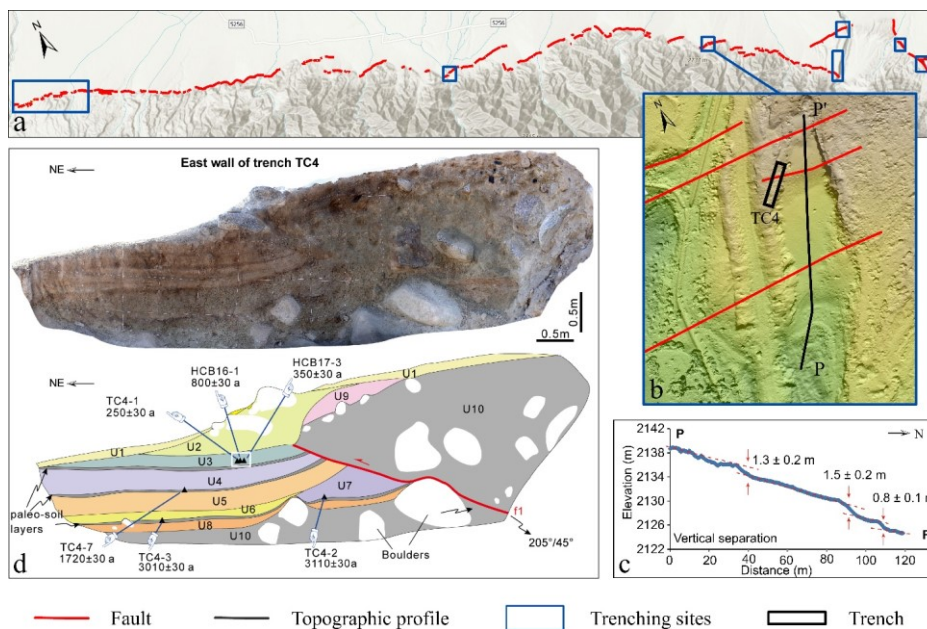 N
5256
5256
a
East wall of trench TC4
NE
0.5m
0.5m
P'
TC4
P
b
N
NE
HCB16-1
800±30 a
HCB17-3
350±30 a
TC4-1
250±30 a
U1
U9
U10
U1
U2
U3
U4
U5
U7
U6
U8
U10
f1
paleo-soil
layers
TC4-7
1720±30 a
TC4-3
3010±30 a
TC4-2
3110±30 a
Boulders
205°/45°
d
2142
2138
2134
2130
2126
2122
Elevation (m)
P
N
1.3 ± 0.2 m
1.5 ± 0.2 m
0.8 ± 0.1 m
Vertical separation
0 20 40 60 80 100 120
Distance (m)
c
Fault
Topographic profile
Trenching sites
Trench